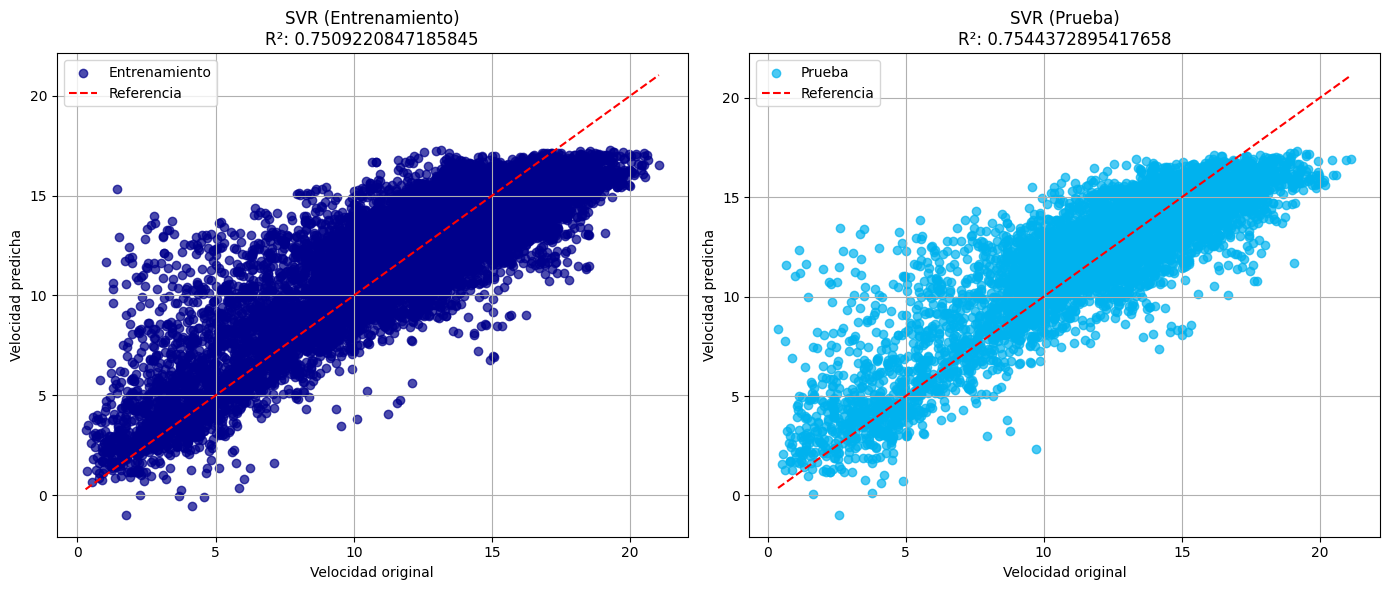 SVR (Entrenamiento)
R²: 0.7509220847185845
Entrenamiento
Referencia
Velocidad predicha
20
15
10
5
0
0 5 10 15 20
Velocidad original
SVR (Prueba)
R²: 0.7544372895417658
Prueba
Referencia
Velocidad predicha
20
15
10
5
0
0 5 10 15 20
Velocidad original